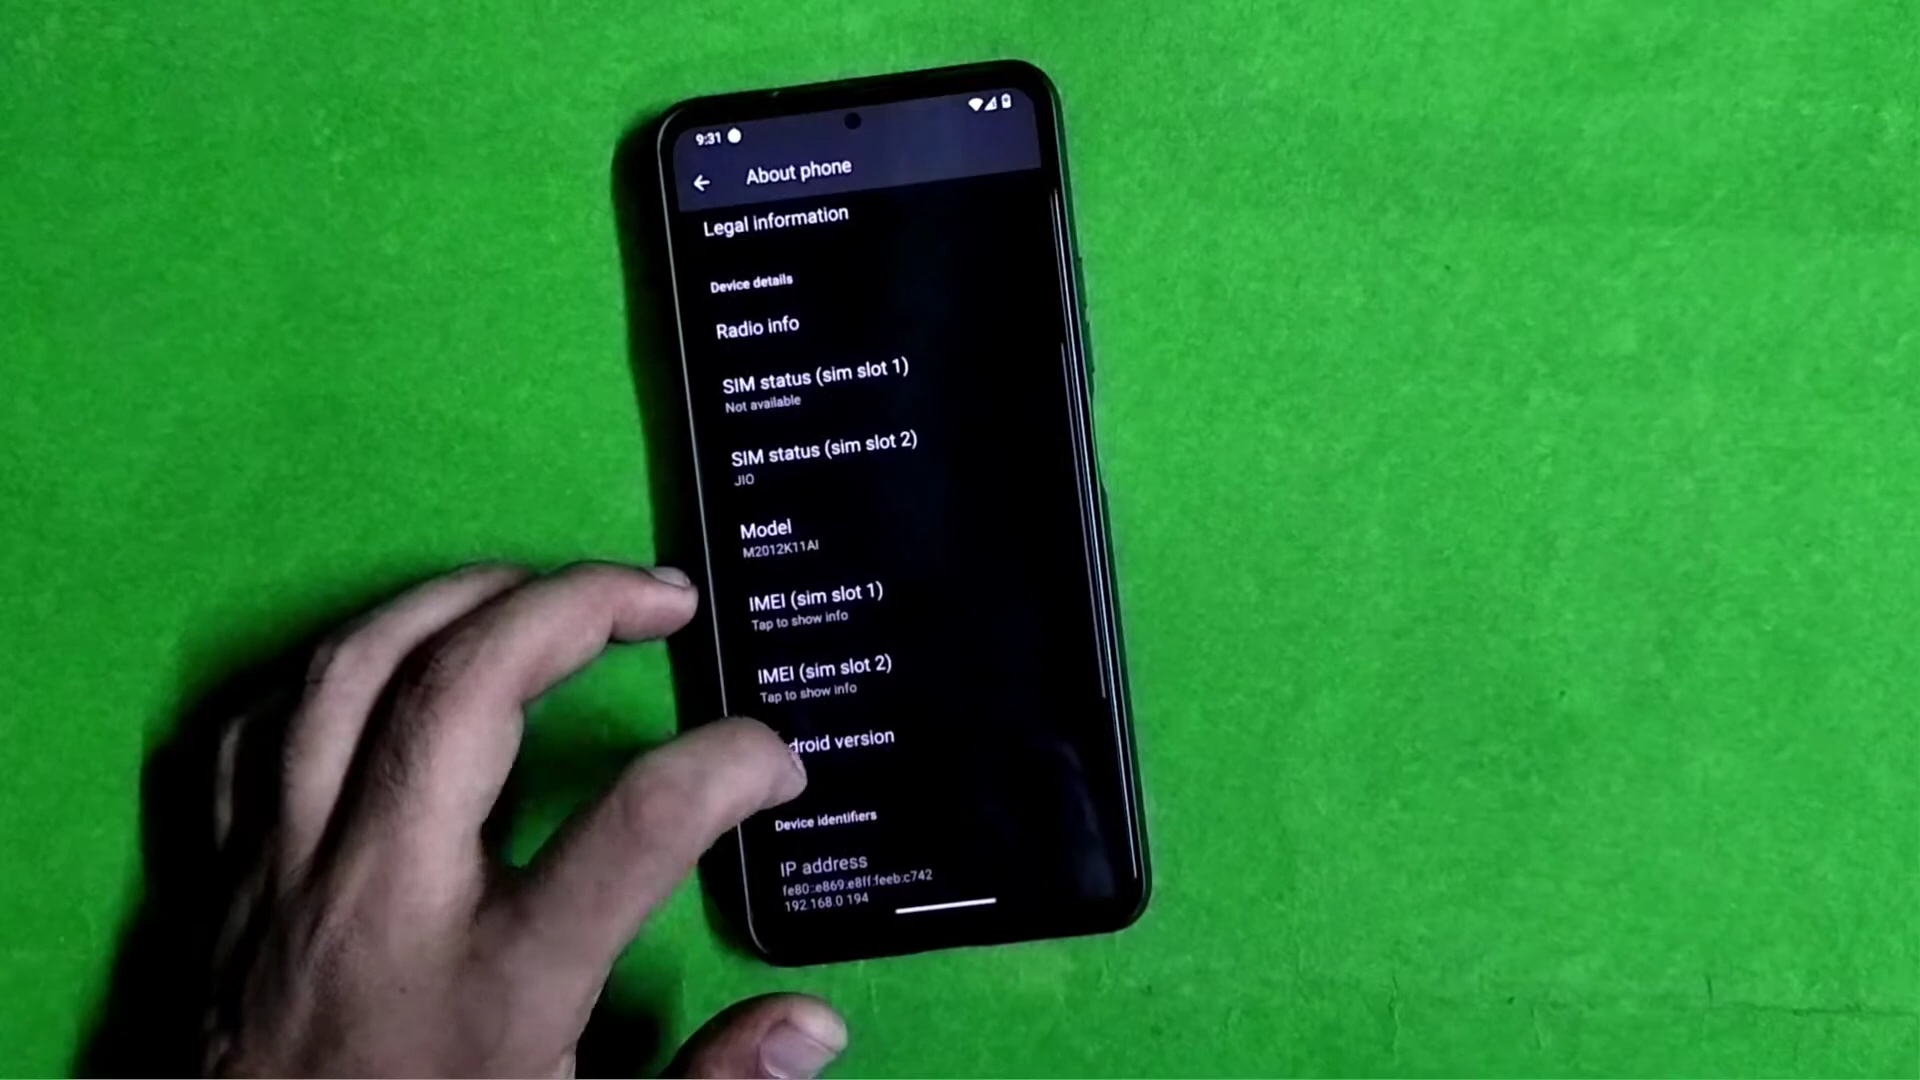 9:31
About phone
Legal information
Device details
Radio info
SIM status (sim slot 1)
Not available
SIM status (sim slot 2)
JIO
Model
M2012K11AI
IMEI (sim slot 1)
Tap to show info
IMEI (sim slot 2)
Tap to show info
droid version
Device identifiers
IP address
fe80::e869:e8ff:feeb:c742
192.168.0.194